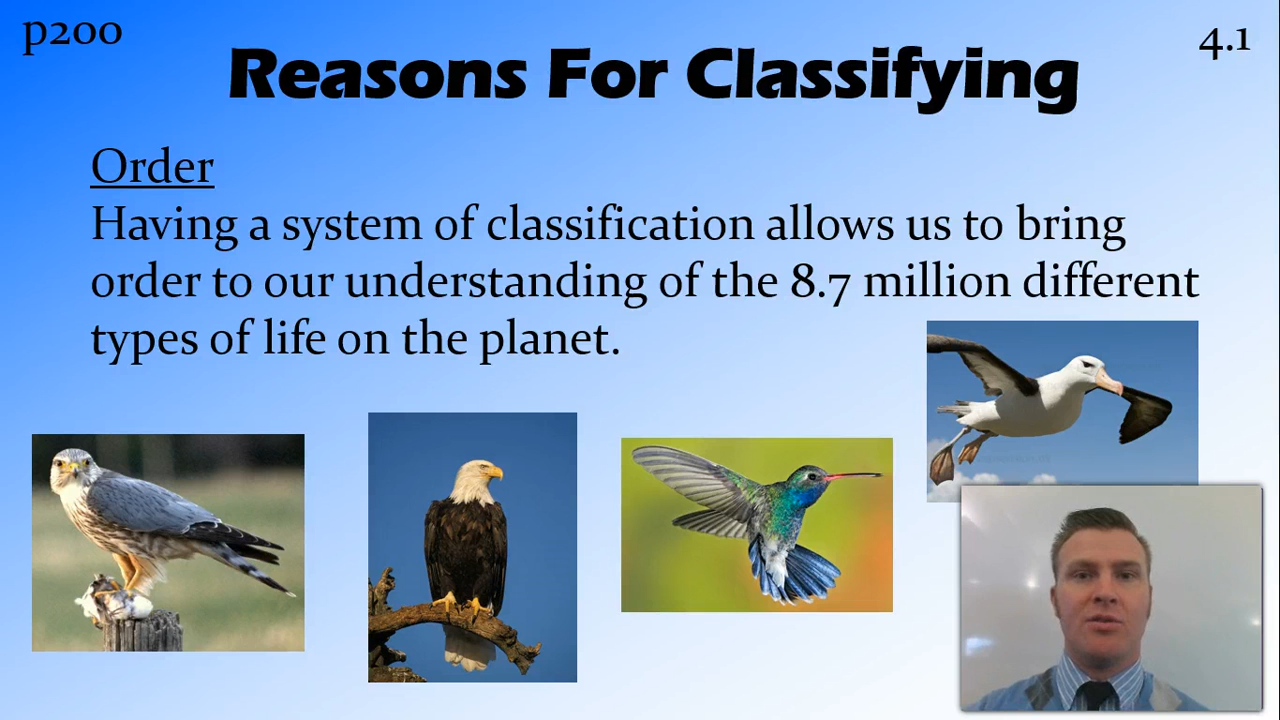 p200
4.1
Reasons For Classifying
Order
Having a system of classification allows us to bring
order to our understanding of the 8.7 million different
types of life on the planet.